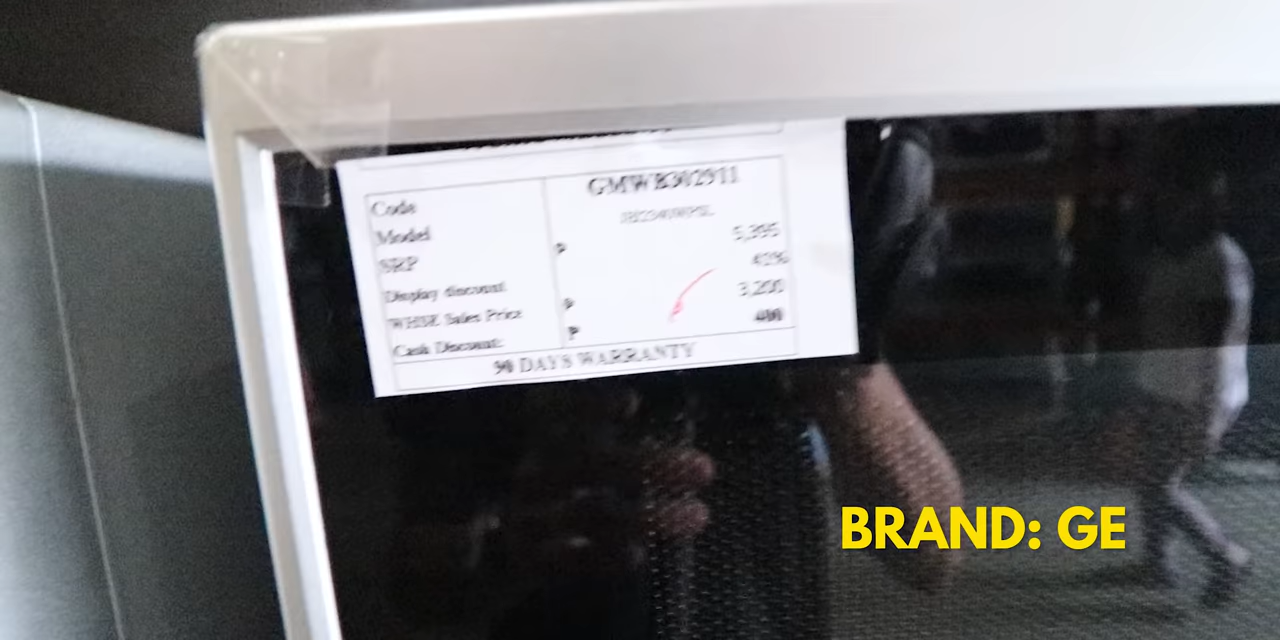 Code GMWB302911
Model
SRP P 5,395
Display discount 41%
WHSE Sales Price P 3,200
Cash Discount: P 400
90 DAYS WARRANTY
BRAND: GE